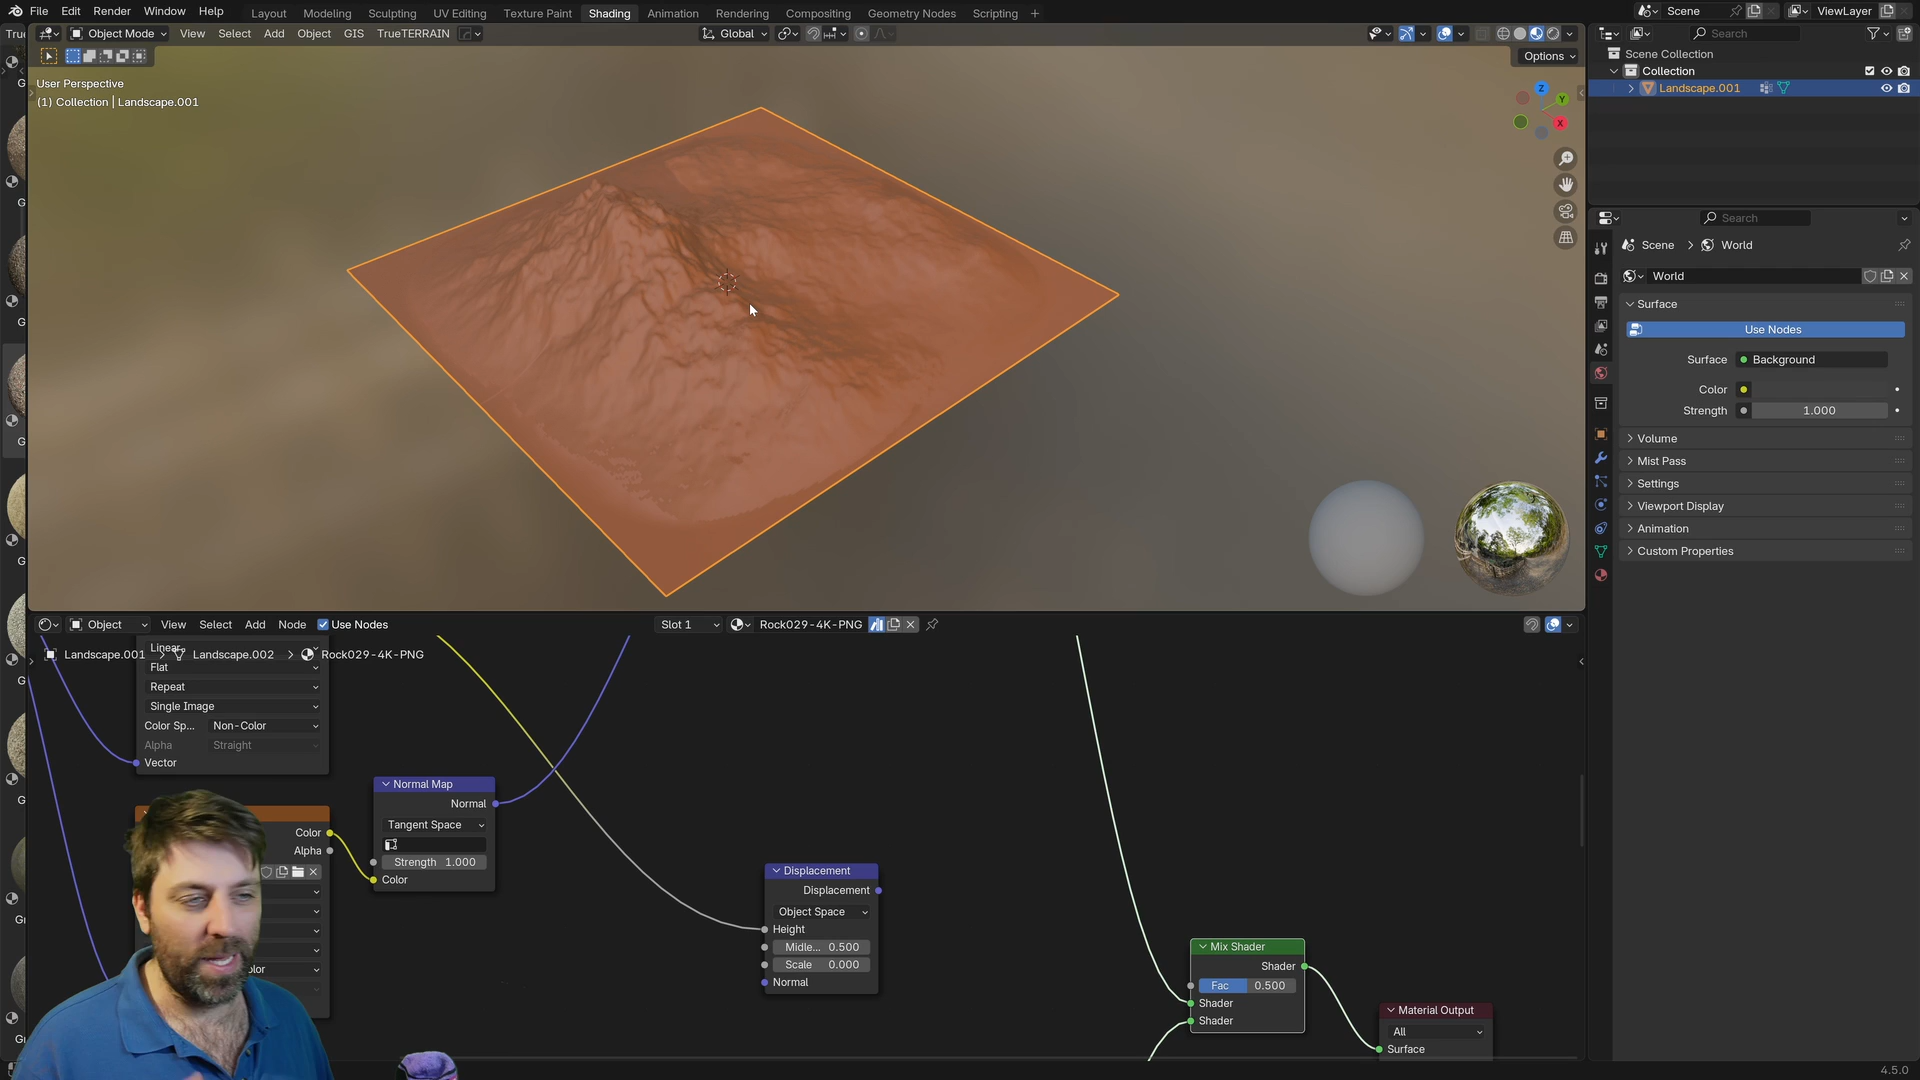 File Edit Render Window Help
Layout Modeling Sculpting UV Editing Texture Paint Shading Animation Rendering Compositing Geometry Nodes Scripting +
Scene
ViewLayer
True
Object Mode View Select Add Object GIS TrueTERRAIN
Global
Options
User Perspective
(1) Collection | Landscape.001
Z
Y
X
Search
Scene Collection
Collection
Landscape.001
Search
Scene > World
World
Surface
Use Nodes
Surface Background
Color
Strength 1.000
Volume
Mist Pass
Settings
Viewport Display
Animation
Custom Properties
Object View Select Add Node Use Nodes
Slot 1
Rock029-4K-PNG
Landscape.001 > Landscape.002 > Rock029-4K-PNG
Linear
Flat
Repeat
Single Image
Color Sp... Non-Color
Alpha Straight
Vector
Color
Alpha
olor
Normal Map
Normal
Tangent Space
Strength 1.000
Color
Displacement
Displacement
Object Space
Height
Midle... 0.500
Scale 0.000
Normal
Mix Shader
Shader
Fac 0.500
Shader
Shader
Material Output
All
Surface
4.5.0